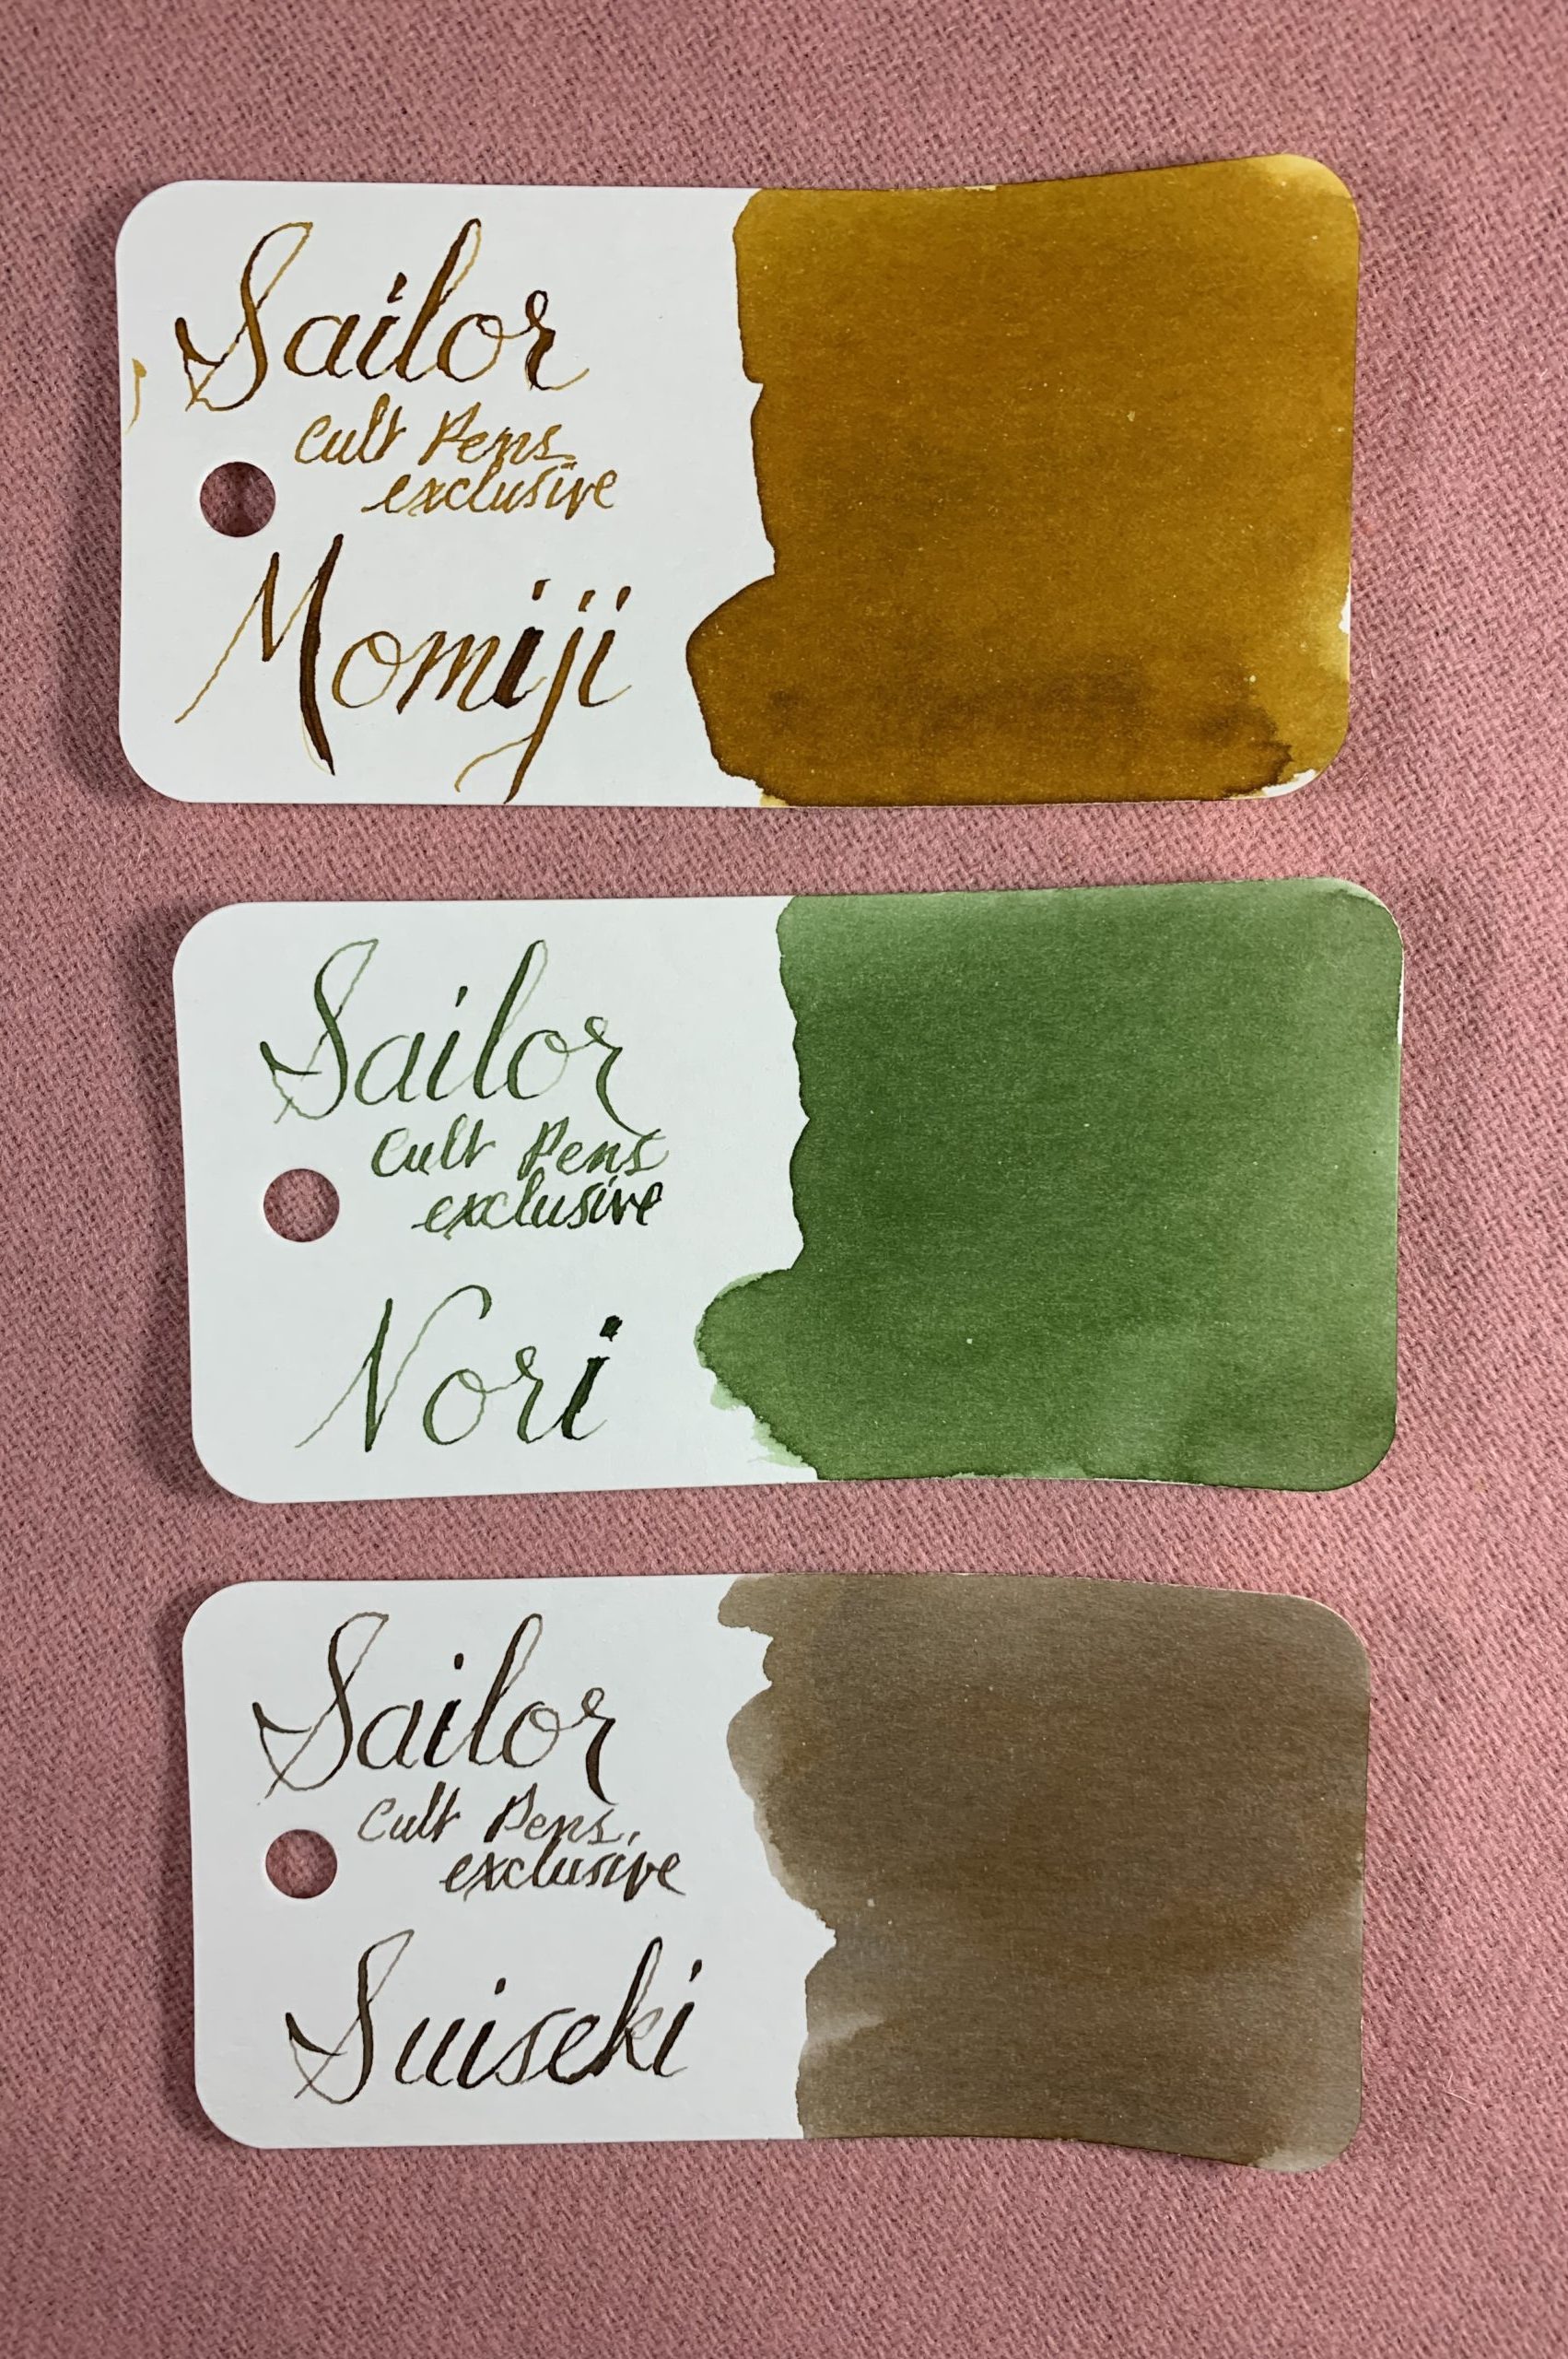 Sailor
Cult Pens
exclusive
Momiji
Sailor
Cult Pens
exclusive
Nori
Sailor
Cult Pens
exclusive
Suiseki